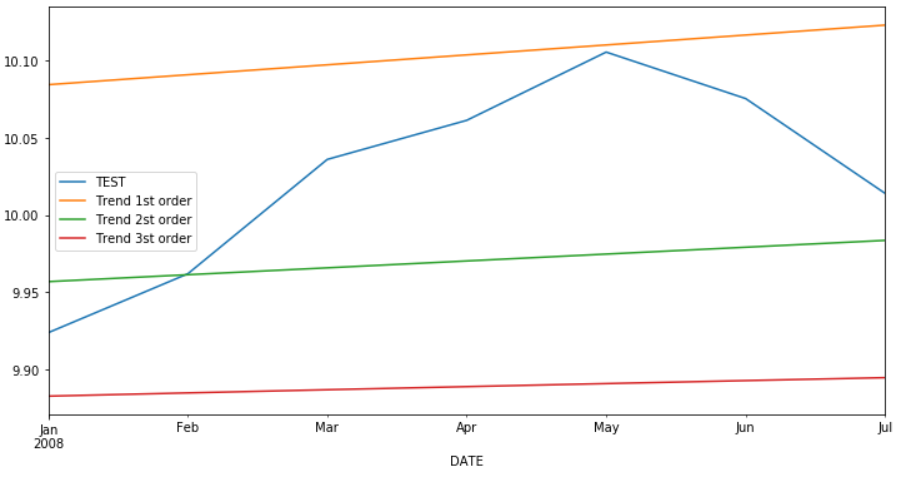 10.10
10.05
10.00
9.95
9.90
TEST
Trend 1st order
Trend 2st order
Trend 3st order
Jan Feb Mar Apr May Jun Jul
2008
DATE